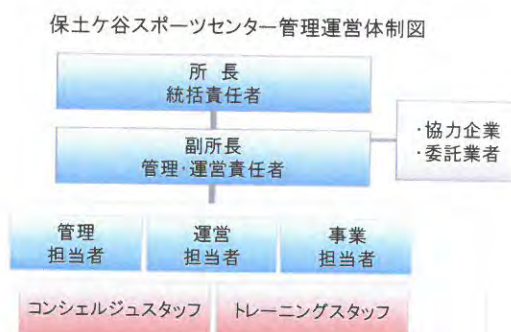 保土ケ谷スポーツセンター管理運営体制図
所 長
統括責任者
副所長
管理・運営責任者
・協力企業
・委託業者
管理
担当者
運営
担当者
事業
担当者
コンシェルジュスタッフ
トレーニングスタッフ